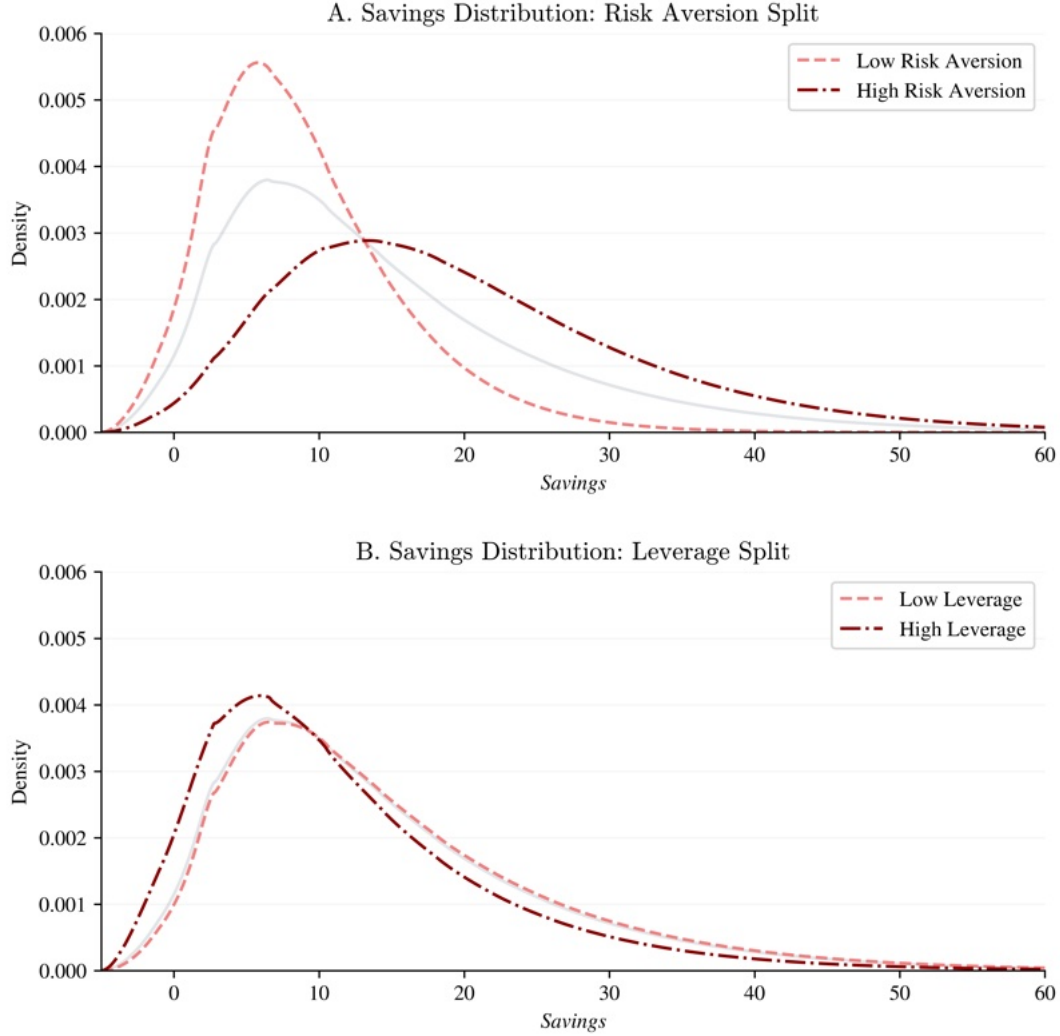 A. Savings Distribution: Risk Aversion Split
0.006
0.005
0.004
0.003
0.002
0.001
0.000
Density
Low Risk Aversion
High Risk Aversion
0 10 20 30 40 50 60
Savings
B. Savings Distribution: Leverage Split
0.006
0.005
0.004
0.003
0.002
0.001
0.000
Density
Low Leverage
High Leverage
0 10 20 30 40 50 60
Savings